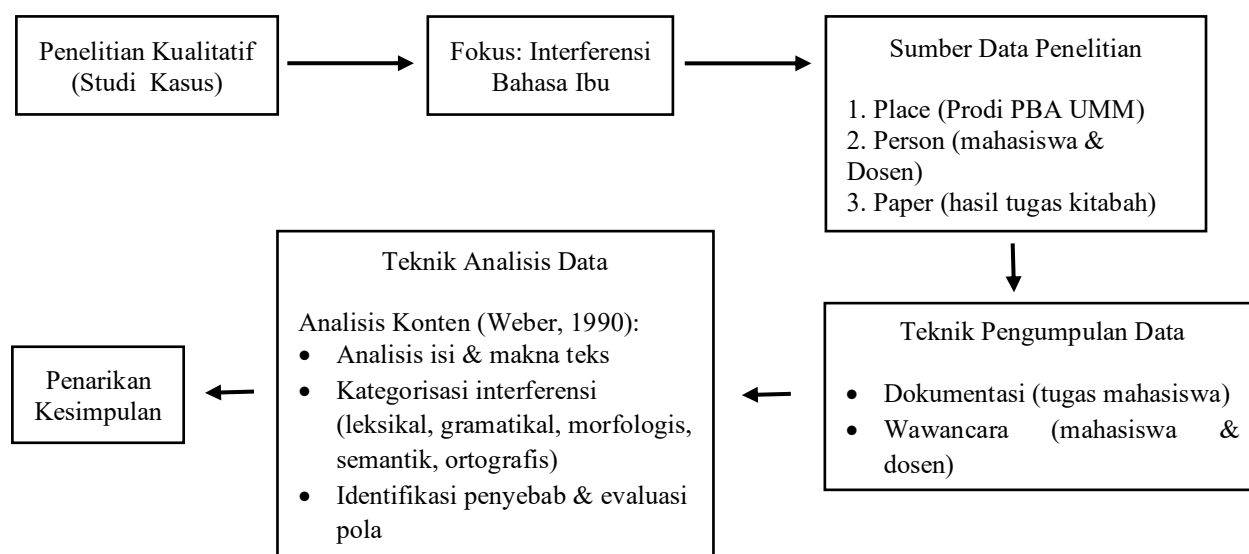 Penelitian Kualitatif
(Studi Kasus)
Fokus: Interferensi
Bahasa Ibu
Sumber Data Penelitian
1. Place (Prodi PBA UMM)
2. Person (mahasiswa &
Dosen)
3. Paper (hasil tugas kitabah)
Teknik Pengumpulan Data
• Dokumentasi (tugas mahasiswa)
• Wawancara (mahasiswa &
dosen)
Teknik Analisis Data
Analisis Konten (Weber, 1990):
• Analisis isi & makna teks
• Kategorisasi interferensi
(leksikal, gramatikal, morfologis,
semantik, ortografis)
• Identifikasi penyebab & evaluasi
pola
Penarikan
Kesimpulan